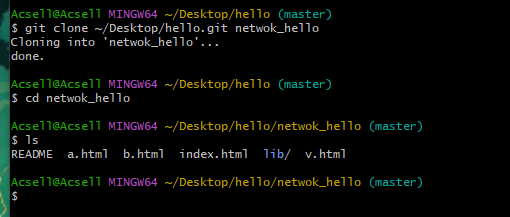 Acsell@Acsell MINGW64 ~/Desktop/hello (master)
$ git clone ~/Desktop/hello.git netwok_hello
Cloning into 'netwok_hello'...
done.
Acsell@Acsell MINGW64 ~/Desktop/hello (master)
$ cd netwok_hello
Acsell@Acsell MINGW64 ~/Desktop/hello/netwok_hello (master)
$ ls
README  a.html  b.html  index.html  lib/  v.html
Acsell@Acsell MINGW64 ~/Desktop/hello/netwok_hello (master)
$